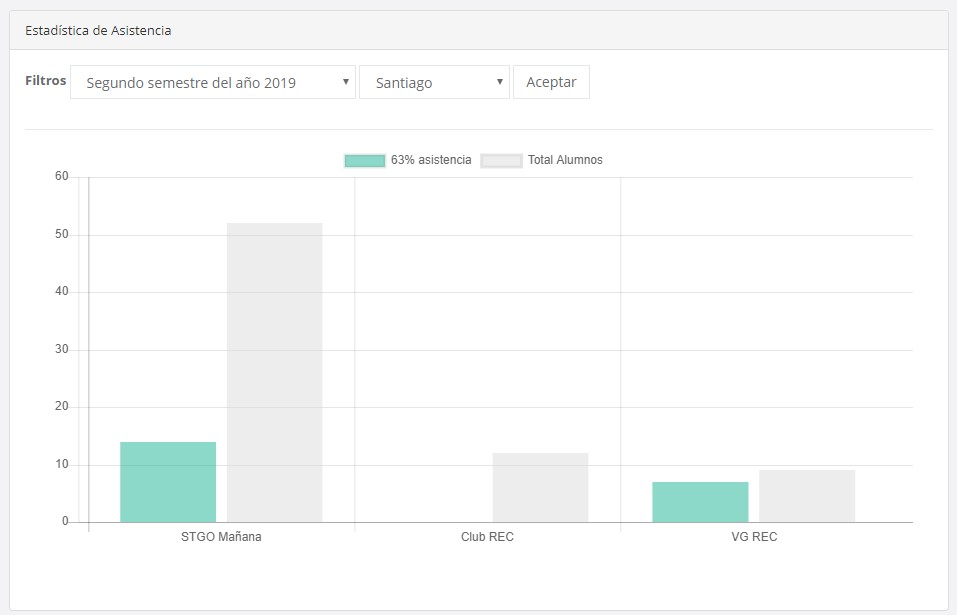 Estadística de Asistencia
Filtros Segundo semestre del año 2019 Santiago Aceptar
63% asistencia Total Alumnos
60
50
40
30
20
10
0
STGO Mañana Club REC VG REC